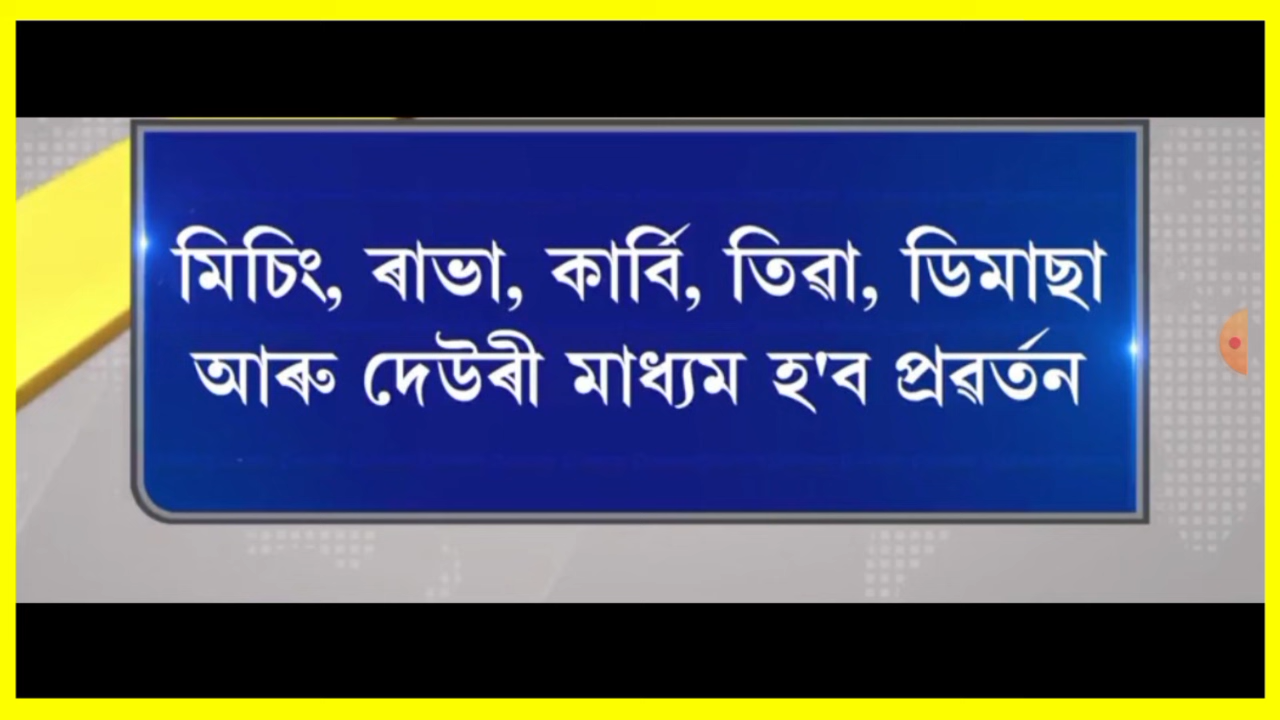 মিচিং, ৰাভা, কাৰ্বি, তিৱা, ডিমাছা
আৰু দেউৰী মাধ্যম হ'ব প্ৰৱৰ্তন